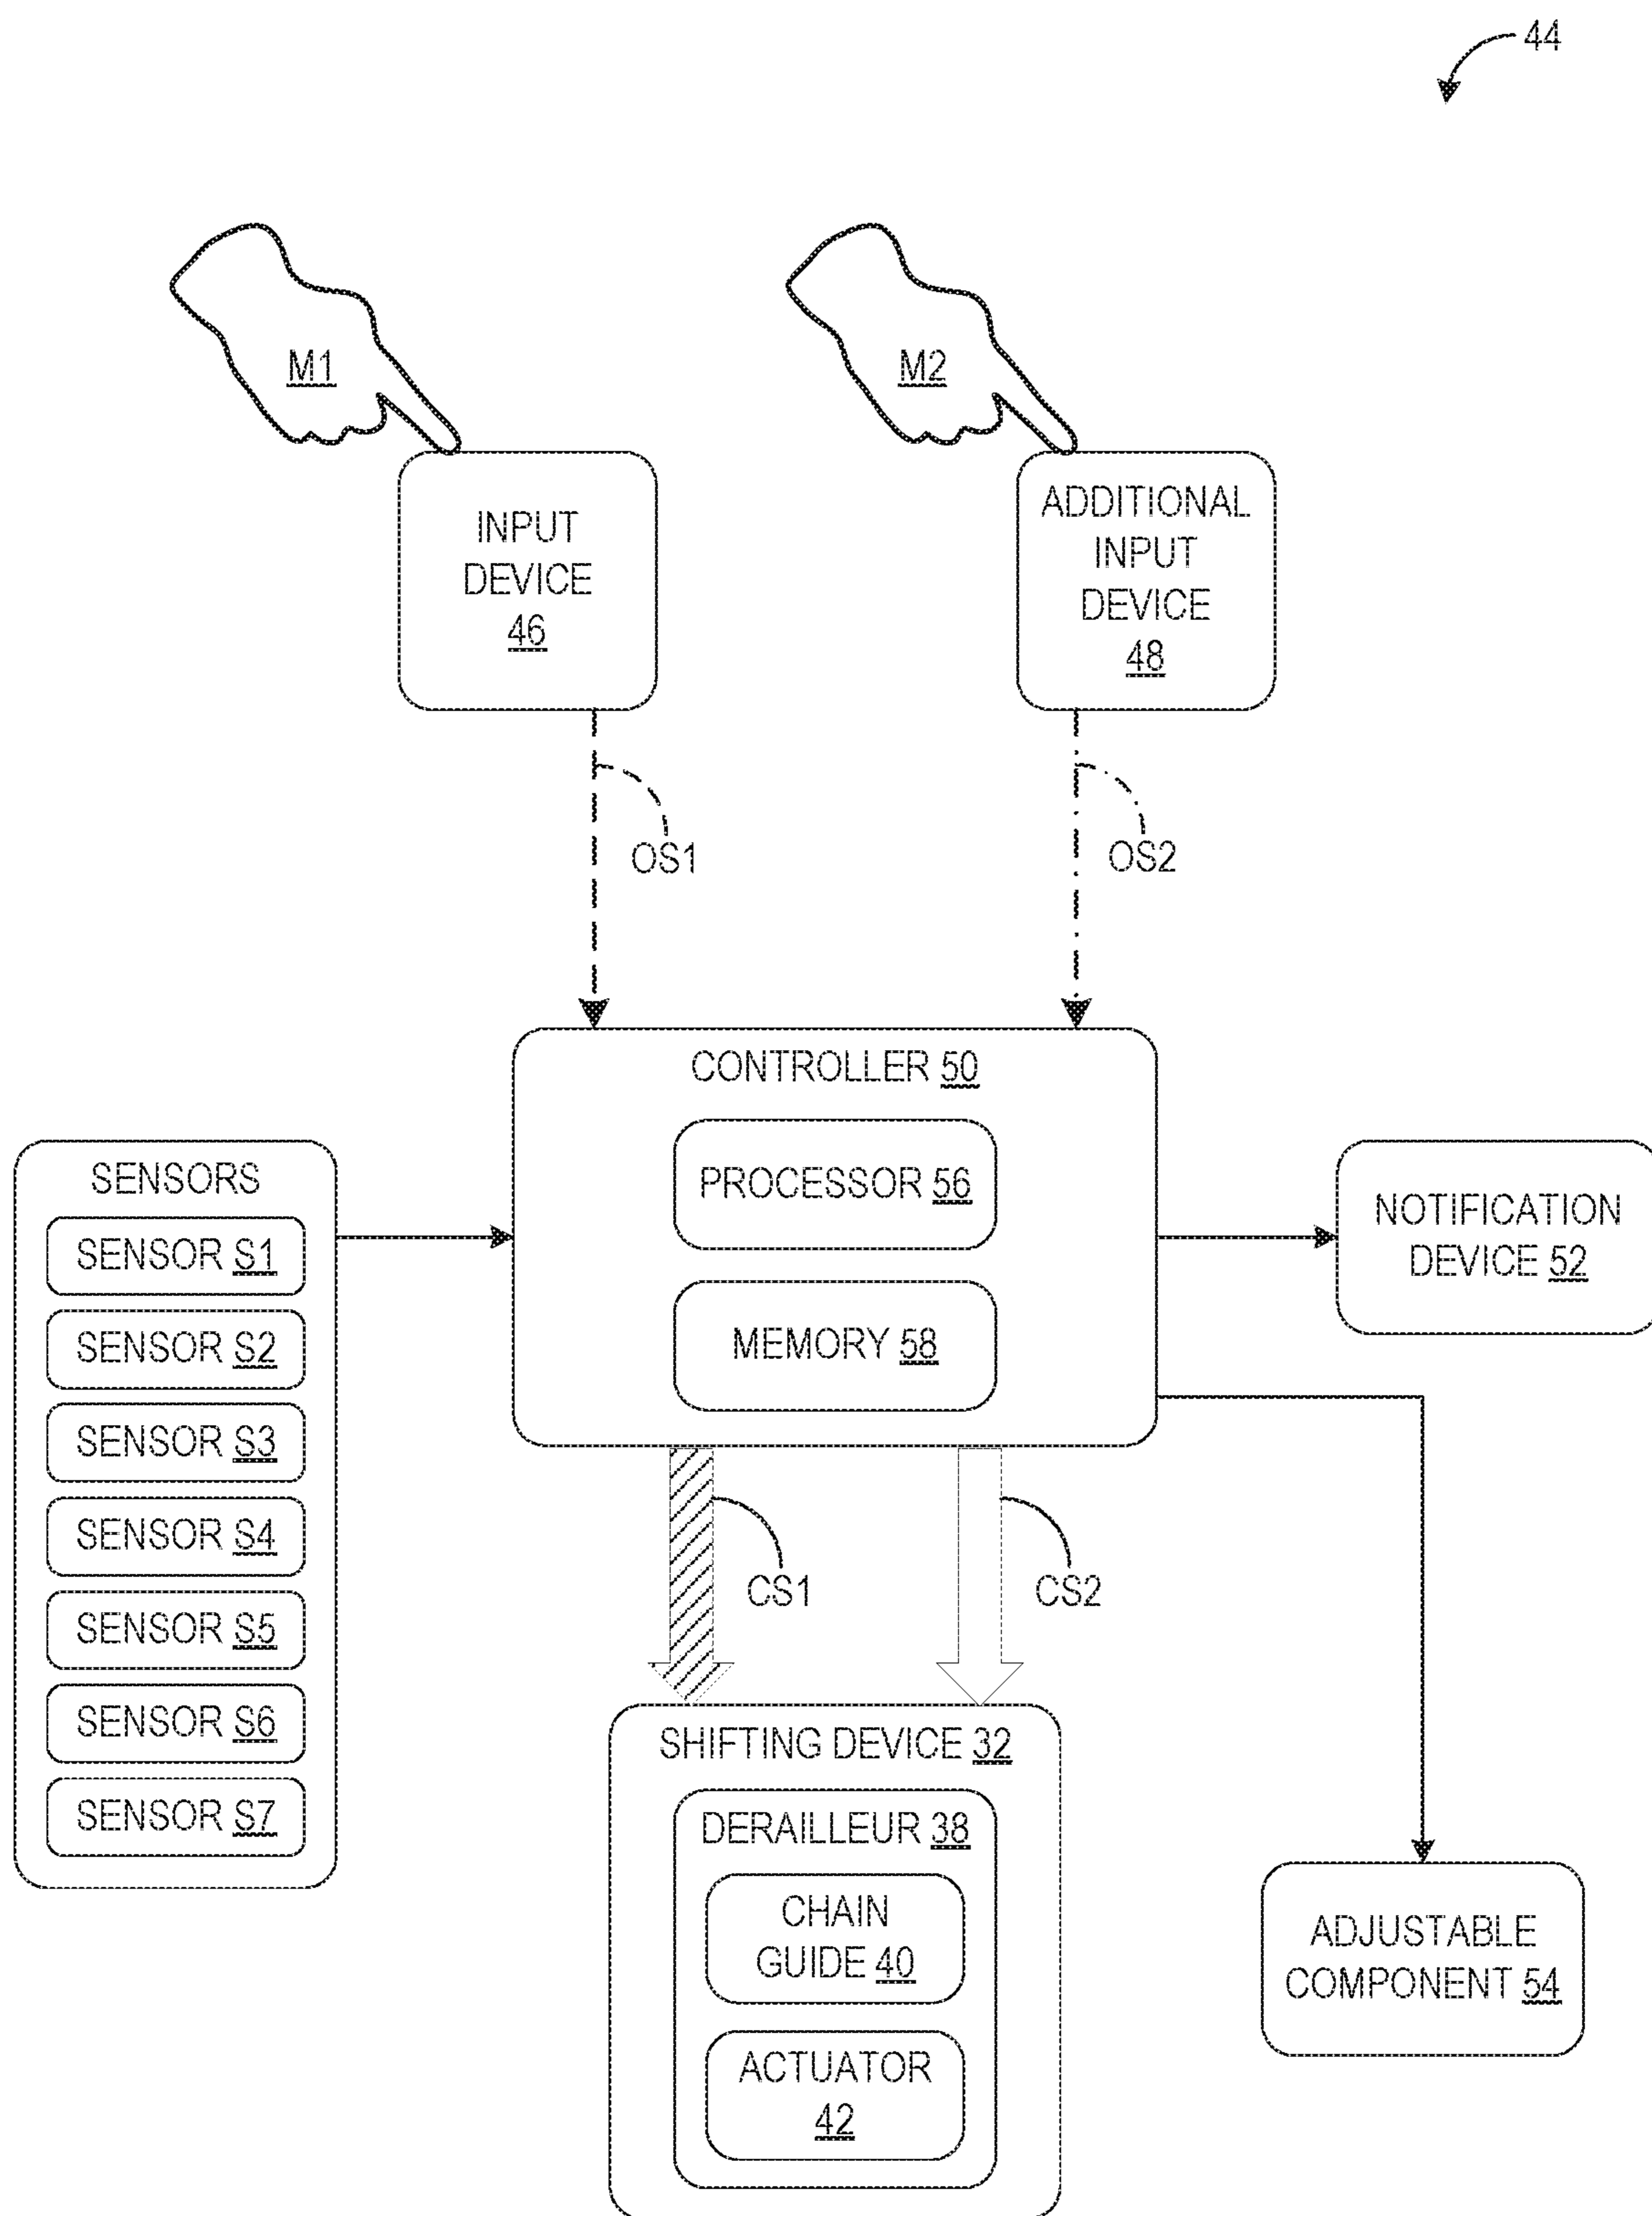 44
M1
M2
INPUT
DEVICE
46
ADDITIONAL
INPUT
DEVICE
48
OS1
OS2
CONTROLLER 50
PROCESSOR 56
MEMORY 58
SENSORS
SENSOR S1
SENSOR S2
SENSOR S3
SENSOR S4
SENSOR S5
SENSOR S6
SENSOR S7
NOTIFICATION
DEVICE 52
CS1
CS2
SHIFTING DEVICE 32
DERAILLEUR 38
CHAIN
GUIDE 40
ACTUATOR
42
ADJUSTABLE
COMPONENT 54